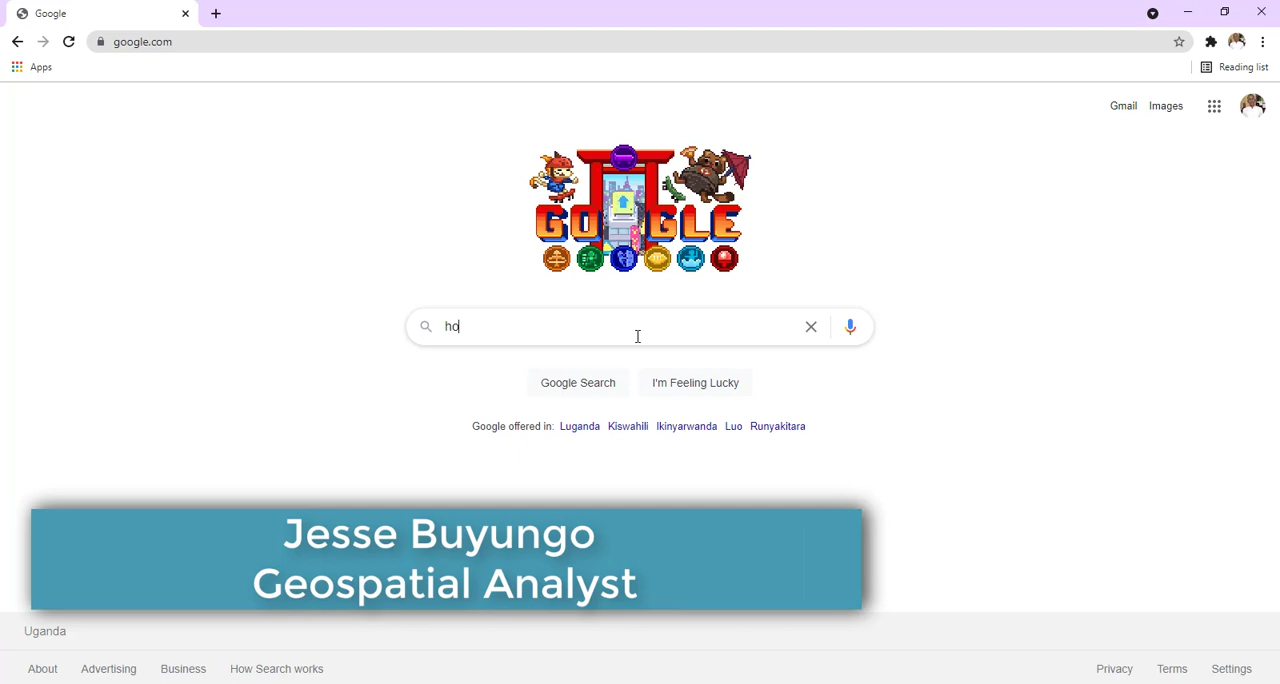 Google
google.com
Apps
Reading list
Gmail Images
GOOGLE
ho
Google Search I'm Feeling Lucky
Google offered in: Luganda Kiswahili Ikinyarwanda Luo Runyakitara
Jesse Buyungo
Geospatial Analyst
Uganda
About Advertising Business How Search works Privacy Terms Settings